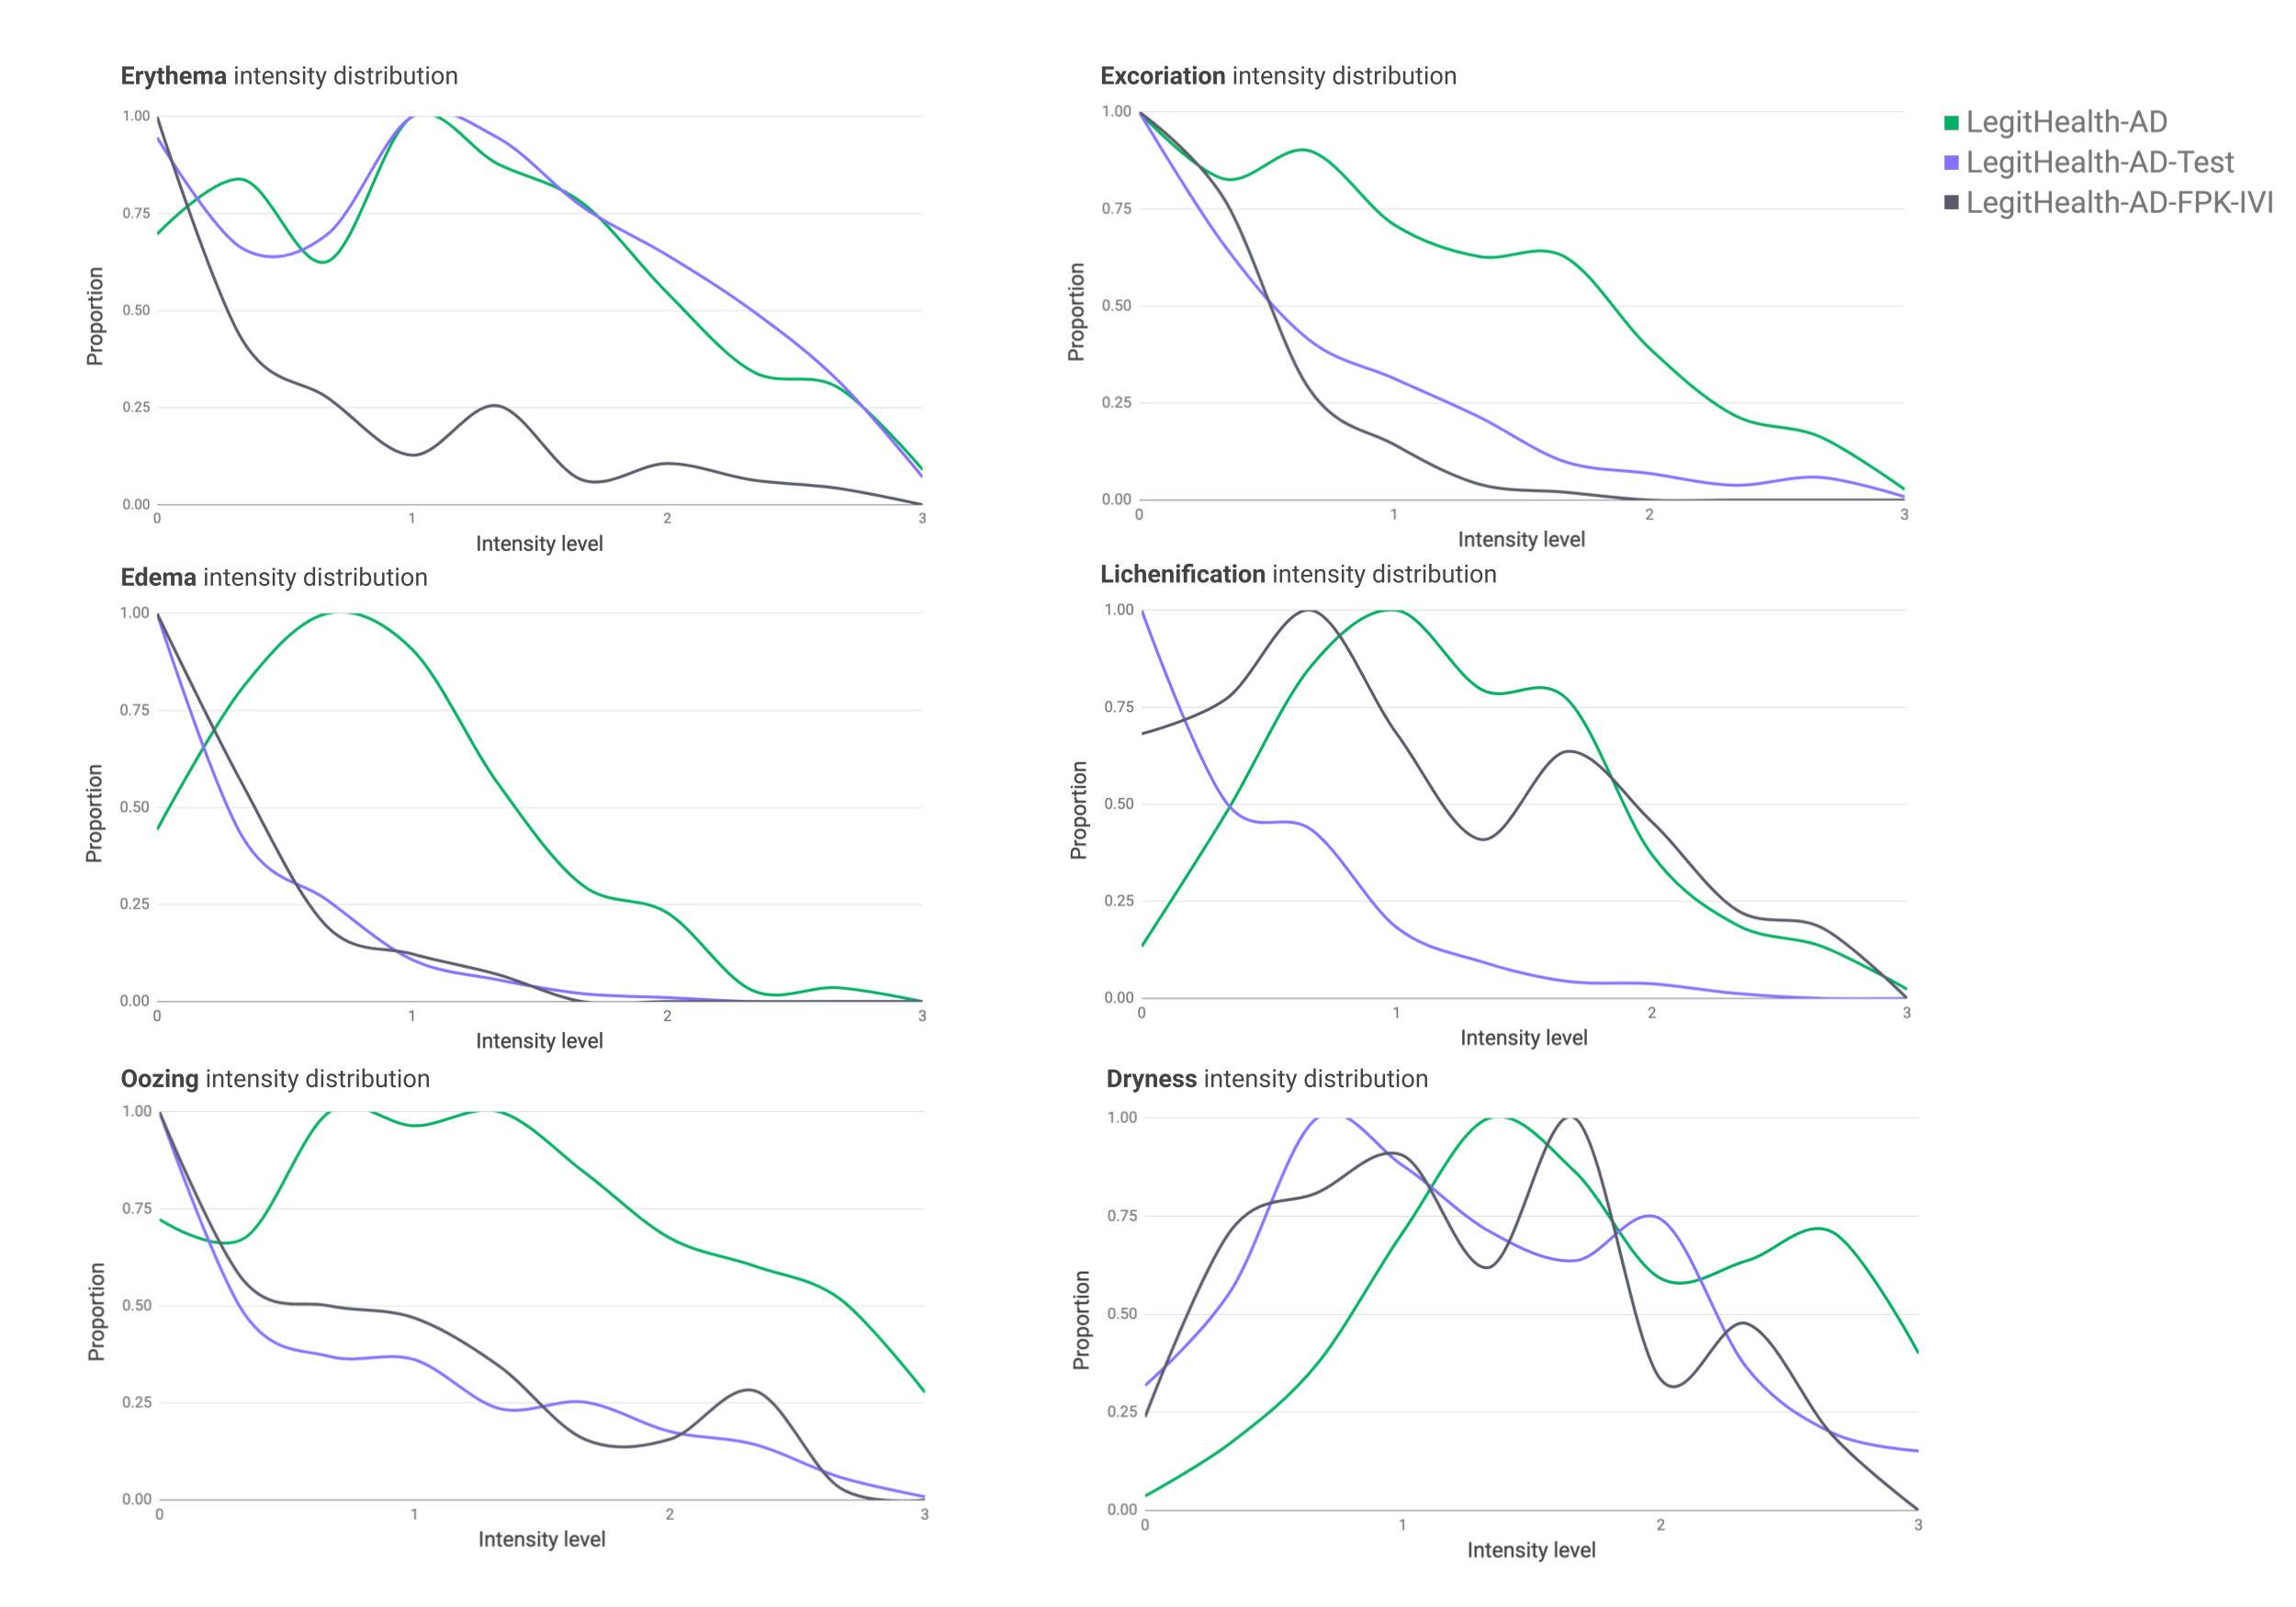 Erythema intensity distribution
1.00
0.75
0.50
0.25
0.00
Proportion
0 1 2 3
Intensity level
Excoriation intensity distribution
1.00
0.75
0.50
0.25
0.00
Proportion
0 1 2 3
Intensity level
LegitHealth-AD
LegitHealth-AD-Test
LegitHealth-AD-FPK-IVI
Edema intensity distribution
1.00
0.75
0.50
0.25
0.00
Proportion
0 1 2 3
Intensity level
Lichenification intensity distribution
1.00
0.75
0.50
0.25
0.00
Proportion
0 1 2 3
Intensity level
Oozing intensity distribution
1.00
0.75
0.50
0.25
0.00
Proportion
0 1 2 3
Intensity level
Dryness intensity distribution
1.00
0.75
0.50
0.25
0.00
Proportion
0 1 2 3
Intensity level